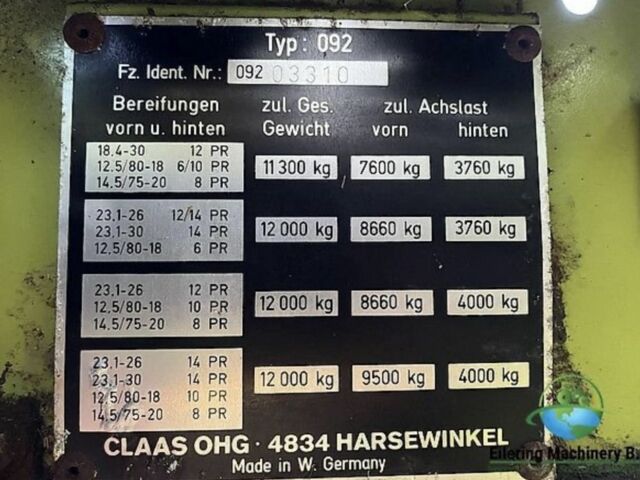 Typ: 092
Fz. Ident. Nr.: 092 03310
Bereifungen zul. Ges. zul. Achslast
vorn u. hinten Gewicht vorn hinten
18.4-30 12 PR
12.5/80-18 6/10 PR 11 300 kg 7600 kg 3760 kg
14.5/75-20 8 PR
23.1-26 12/14 PR
23.1-30 14 PR 12 000 kg 8660 kg 3760 kg
12.5/80-18 6 PR
23.1-26 12 PR
12.5/80-18 10 PR 12 000 kg 8660 kg 4000 kg
14.5/75-20 8 PR
23.1-26 14 PR
23.1-30 14 PR 12 000 kg 9500 kg 4000 kg
12.5/80-18 10 PR
14.5/75-20 8 PR
CLAAS OHG · 4834 HARSEWINKEL
Made in W. Germany
Eilering Machinery B.